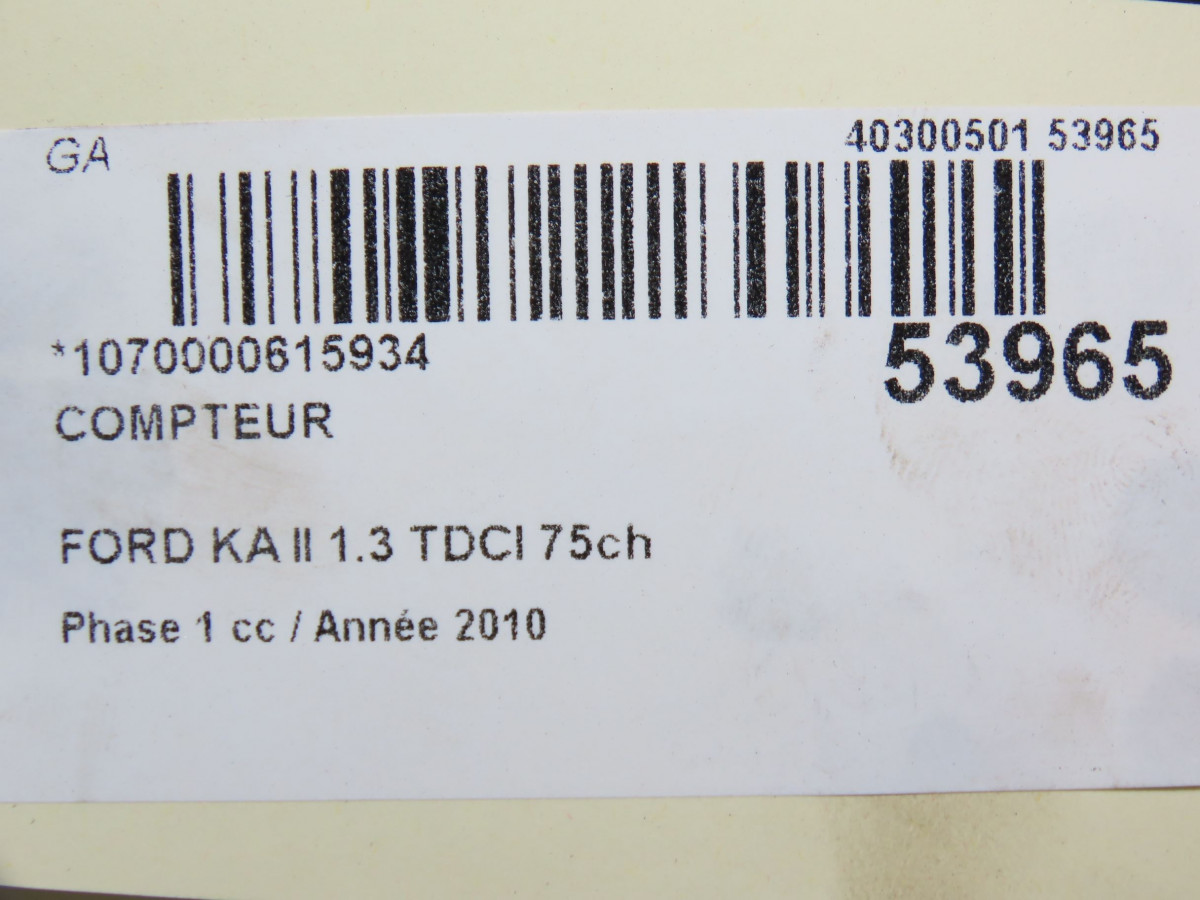 GA
40300501 53965
*1070000615934
53965
COMPTEUR
FORD KA II 1.3 TDCI 75ch
Phase 1 cc / Année 2010